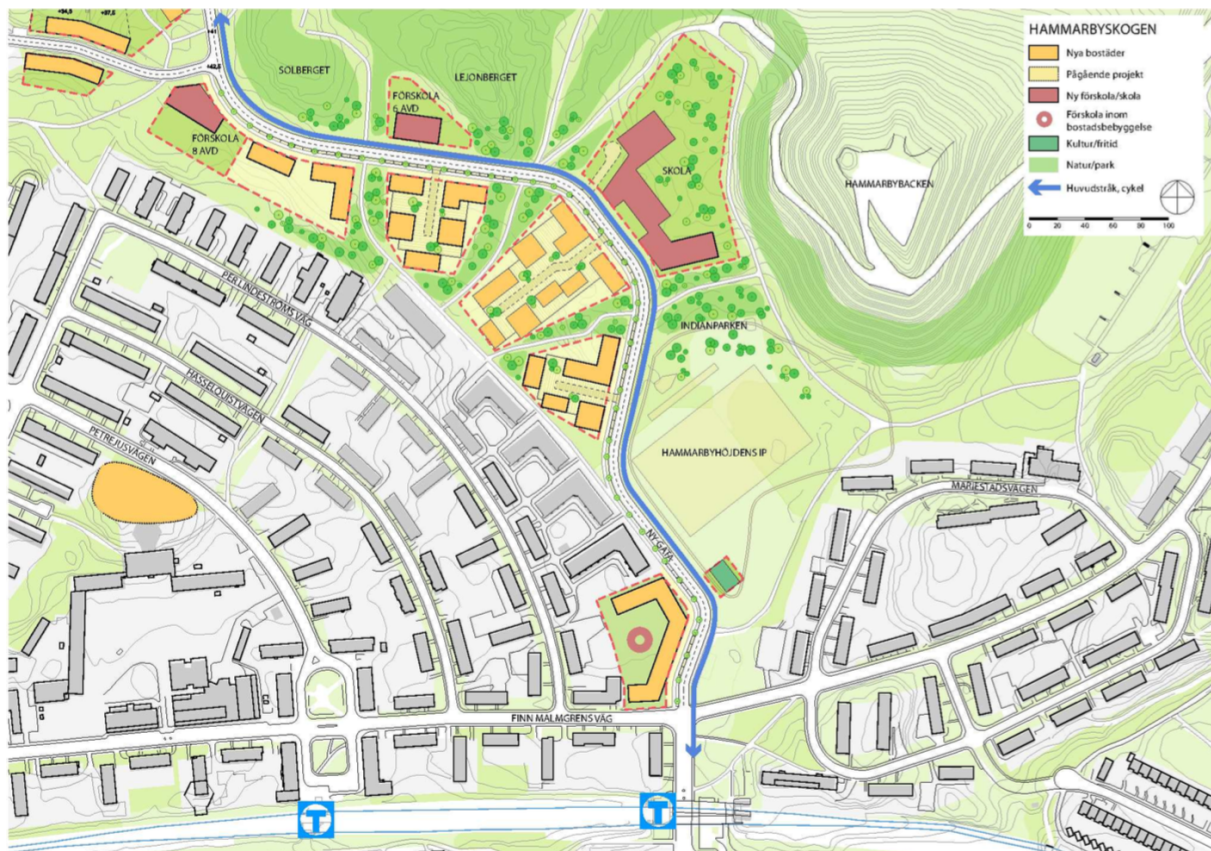 HAMMARBYSKOGEN
Nya bostäder
Pågående projekt
Ny förskola/skola
Förskola inom
bostadsbebyggelse
Kultur/fritid
Natur/park
Huvudstråk, cykel
0 20 40 60 80 100
SOLBERGET
LEJONBERGET
FÖRSKOLA
6 AVD
FÖRSKOLA
8 AVD
SKOLA
HAMMARBYBACKEN
PER LINDESTRÖMS VÄG
INDIANPARKEN
HASSELQUISTVÄGEN
PETREJUSVÄGEN
HAMMARBYHÖJDENS IP
MARIESTADSVÄGEN
NY GATA
FINN MALMGRENS VÄG
T
T